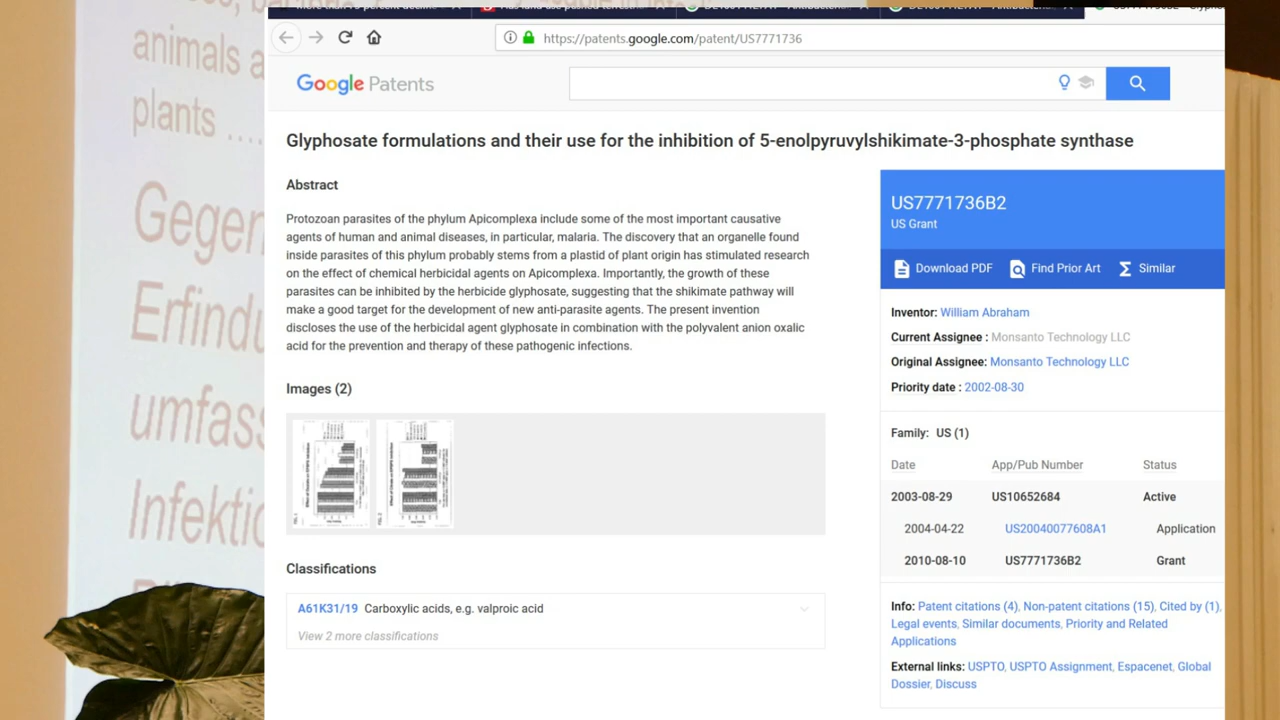 animals a
plants ....
Gegen
Erfindu
umfass
Infektio
https://patents.google.com/patent/US7771736
Google Patents
Glyphosate formulations and their use for the inhibition of 5-enolpyruvylshikimate-3-phosphate synthase
Abstract
Protozoan parasites of the phylum Apicomplexa include some of the most important causative
agents of human and animal diseases, in particular, malaria. The discovery that an organelle found
inside parasites of this phylum probably stems from a plastid of plant origin has stimulated research
on the effect of chemical herbicidal agents on Apicomplexa. Importantly, the growth of these
parasites can be inhibited by the herbicide glyphosate, suggesting that the shikimate pathway will
make a good target for the development of new anti-parasite agents. The present invention
discloses the use of the herbicidal agent glyphosate in combination with the polyvalent anion oxalic
acid for the prevention and therapy of these pathogenic infections.
Images (2)
Classifications
A61K31/19 Carboxylic acids, e.g. valproic acid
View 2 more classifications
US7771736B2
US Grant
Download PDF Find Prior Art Similar
Inventor: William Abraham
Current Assignee : Monsanto Technology LLC
Original Assignee: Monsanto Technology LLC
Priority date : 2002-08-30
Family: US (1)
Date App/Pub Number Status
2003-08-29 US10652684 Active
2004-04-22 US20040077608A1 Application
2010-08-10 US7771736B2 Grant
Info: Patent citations (4), Non-patent citations (15), Cited by (1),
Legal events, Similar documents, Priority and Related
Applications
External links: USPTO, USPTO Assignment, Espacenet, Global
Dossier, Discuss